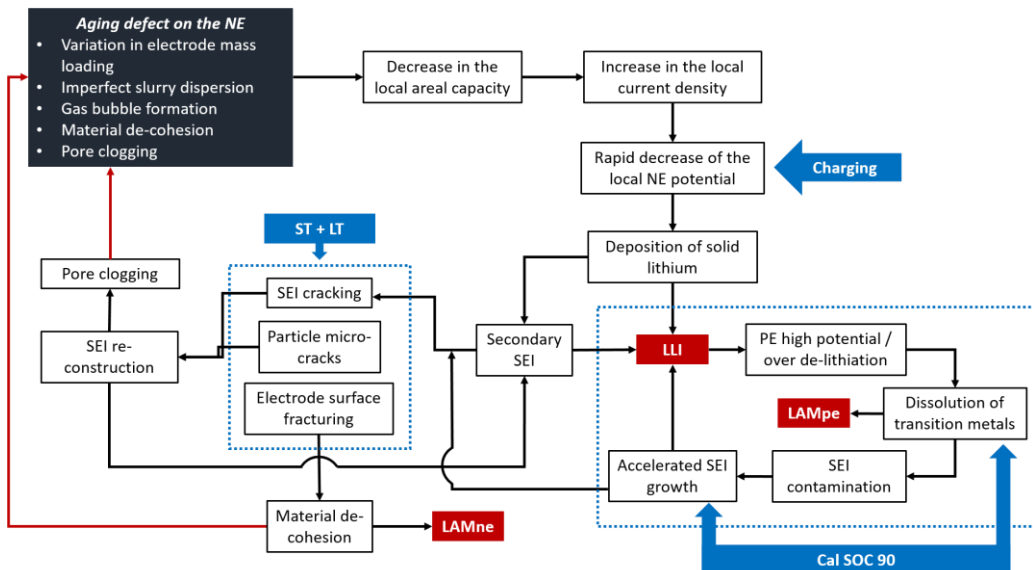 Aging defect on the NE
• Variation in electrode mass
loading
• Imperfect slurry dispersion
• Gas bubble formation
• Material de-cohesion
• Pore clogging
Decrease in the
local areal capacity
Increase in the local
current density
Rapid decrease of the
local NE potential
Charging
ST + LT
Deposition of solid
lithium
Pore clogging
SEI cracking
SEI re-
construction
Particle micro-
cracks
Secondary
SEI
LLI
PE high potential /
over de-lithiation
Electrode surface
fracturing
LAMpe
Dissolution of
transition metals
Accelerated SEI
growth
SEI
contamination
Material de-
cohesion
LAMne
Cal SOC 90